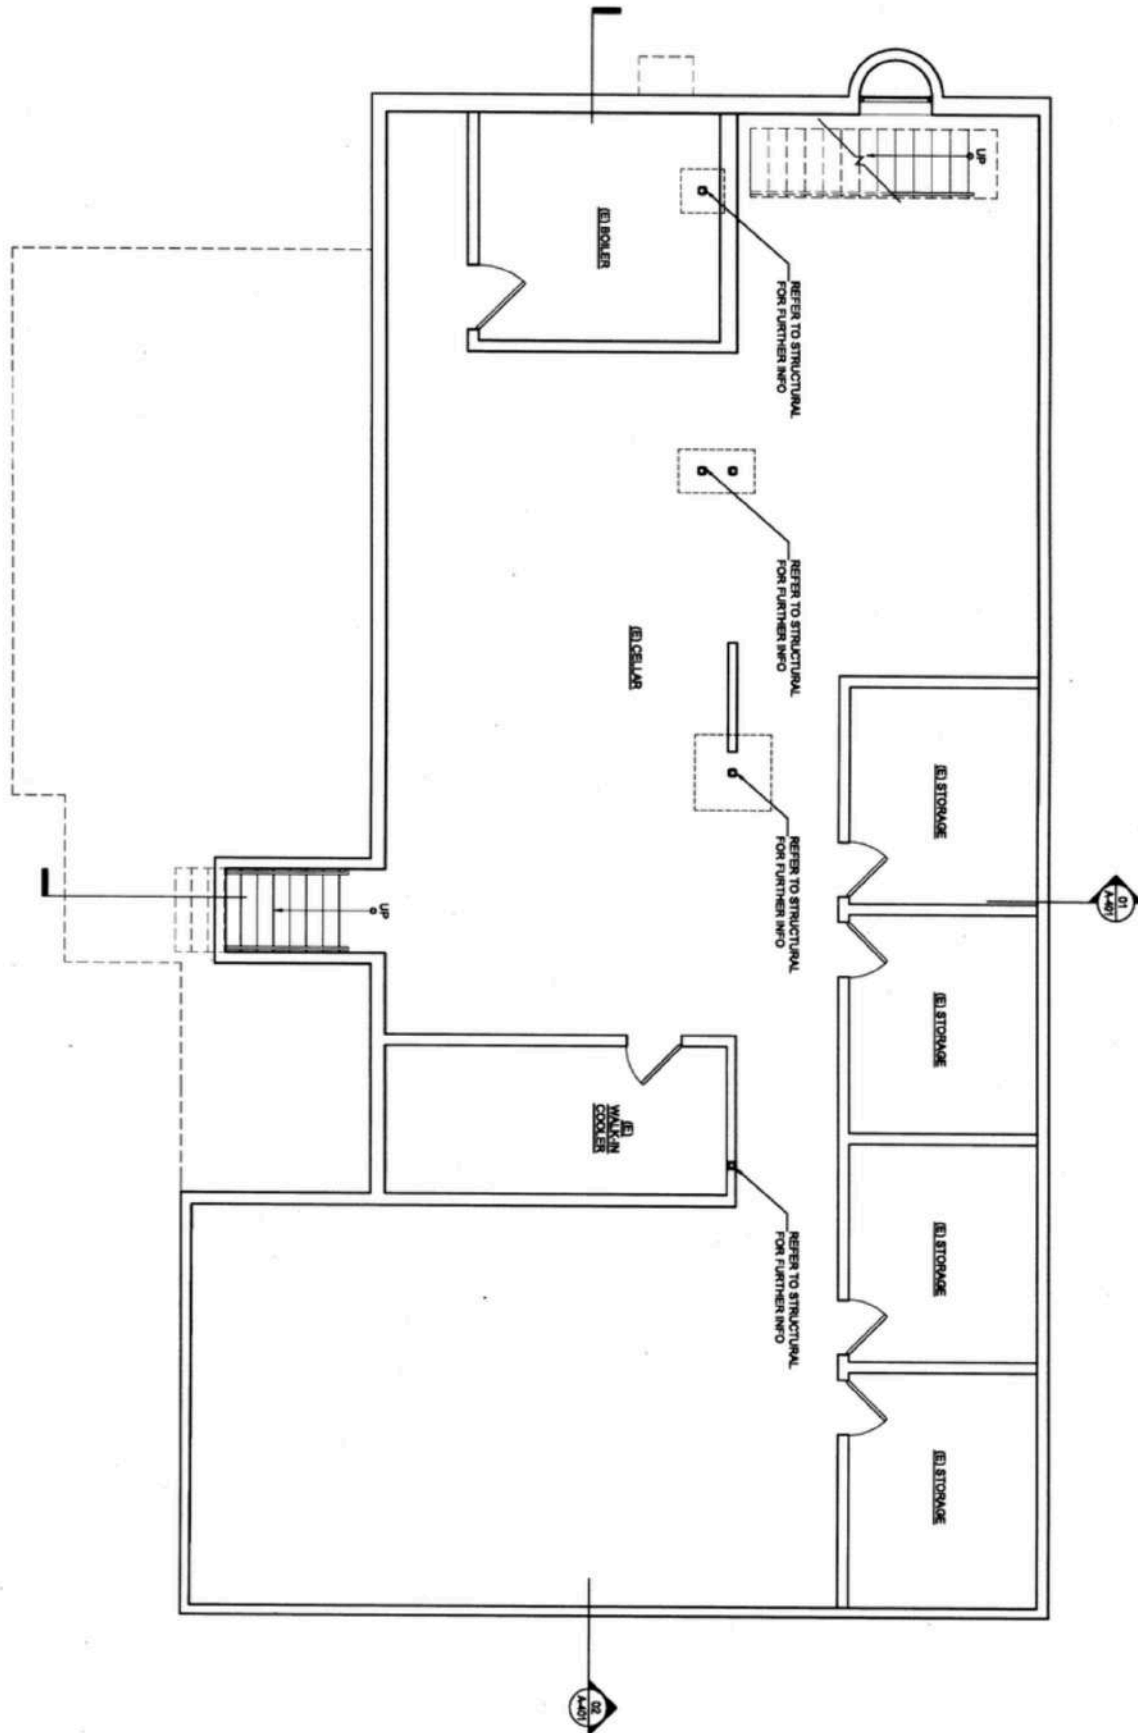 UP
(E) BOILER
REFER TO STRUCTURAL
FOR FURTHER INFO
REFER TO STRUCTURAL
FOR FURTHER INFO
(E) CELLAR
REFER TO STRUCTURAL
FOR FURTHER INFO
(E) STORAGE
01
A-401
UP
(E) STORAGE
(E)
WALK-IN
COOLER
REFER TO STRUCTURAL
FOR FURTHER INFO
(E) STORAGE
(E) STORAGE
02
A-401